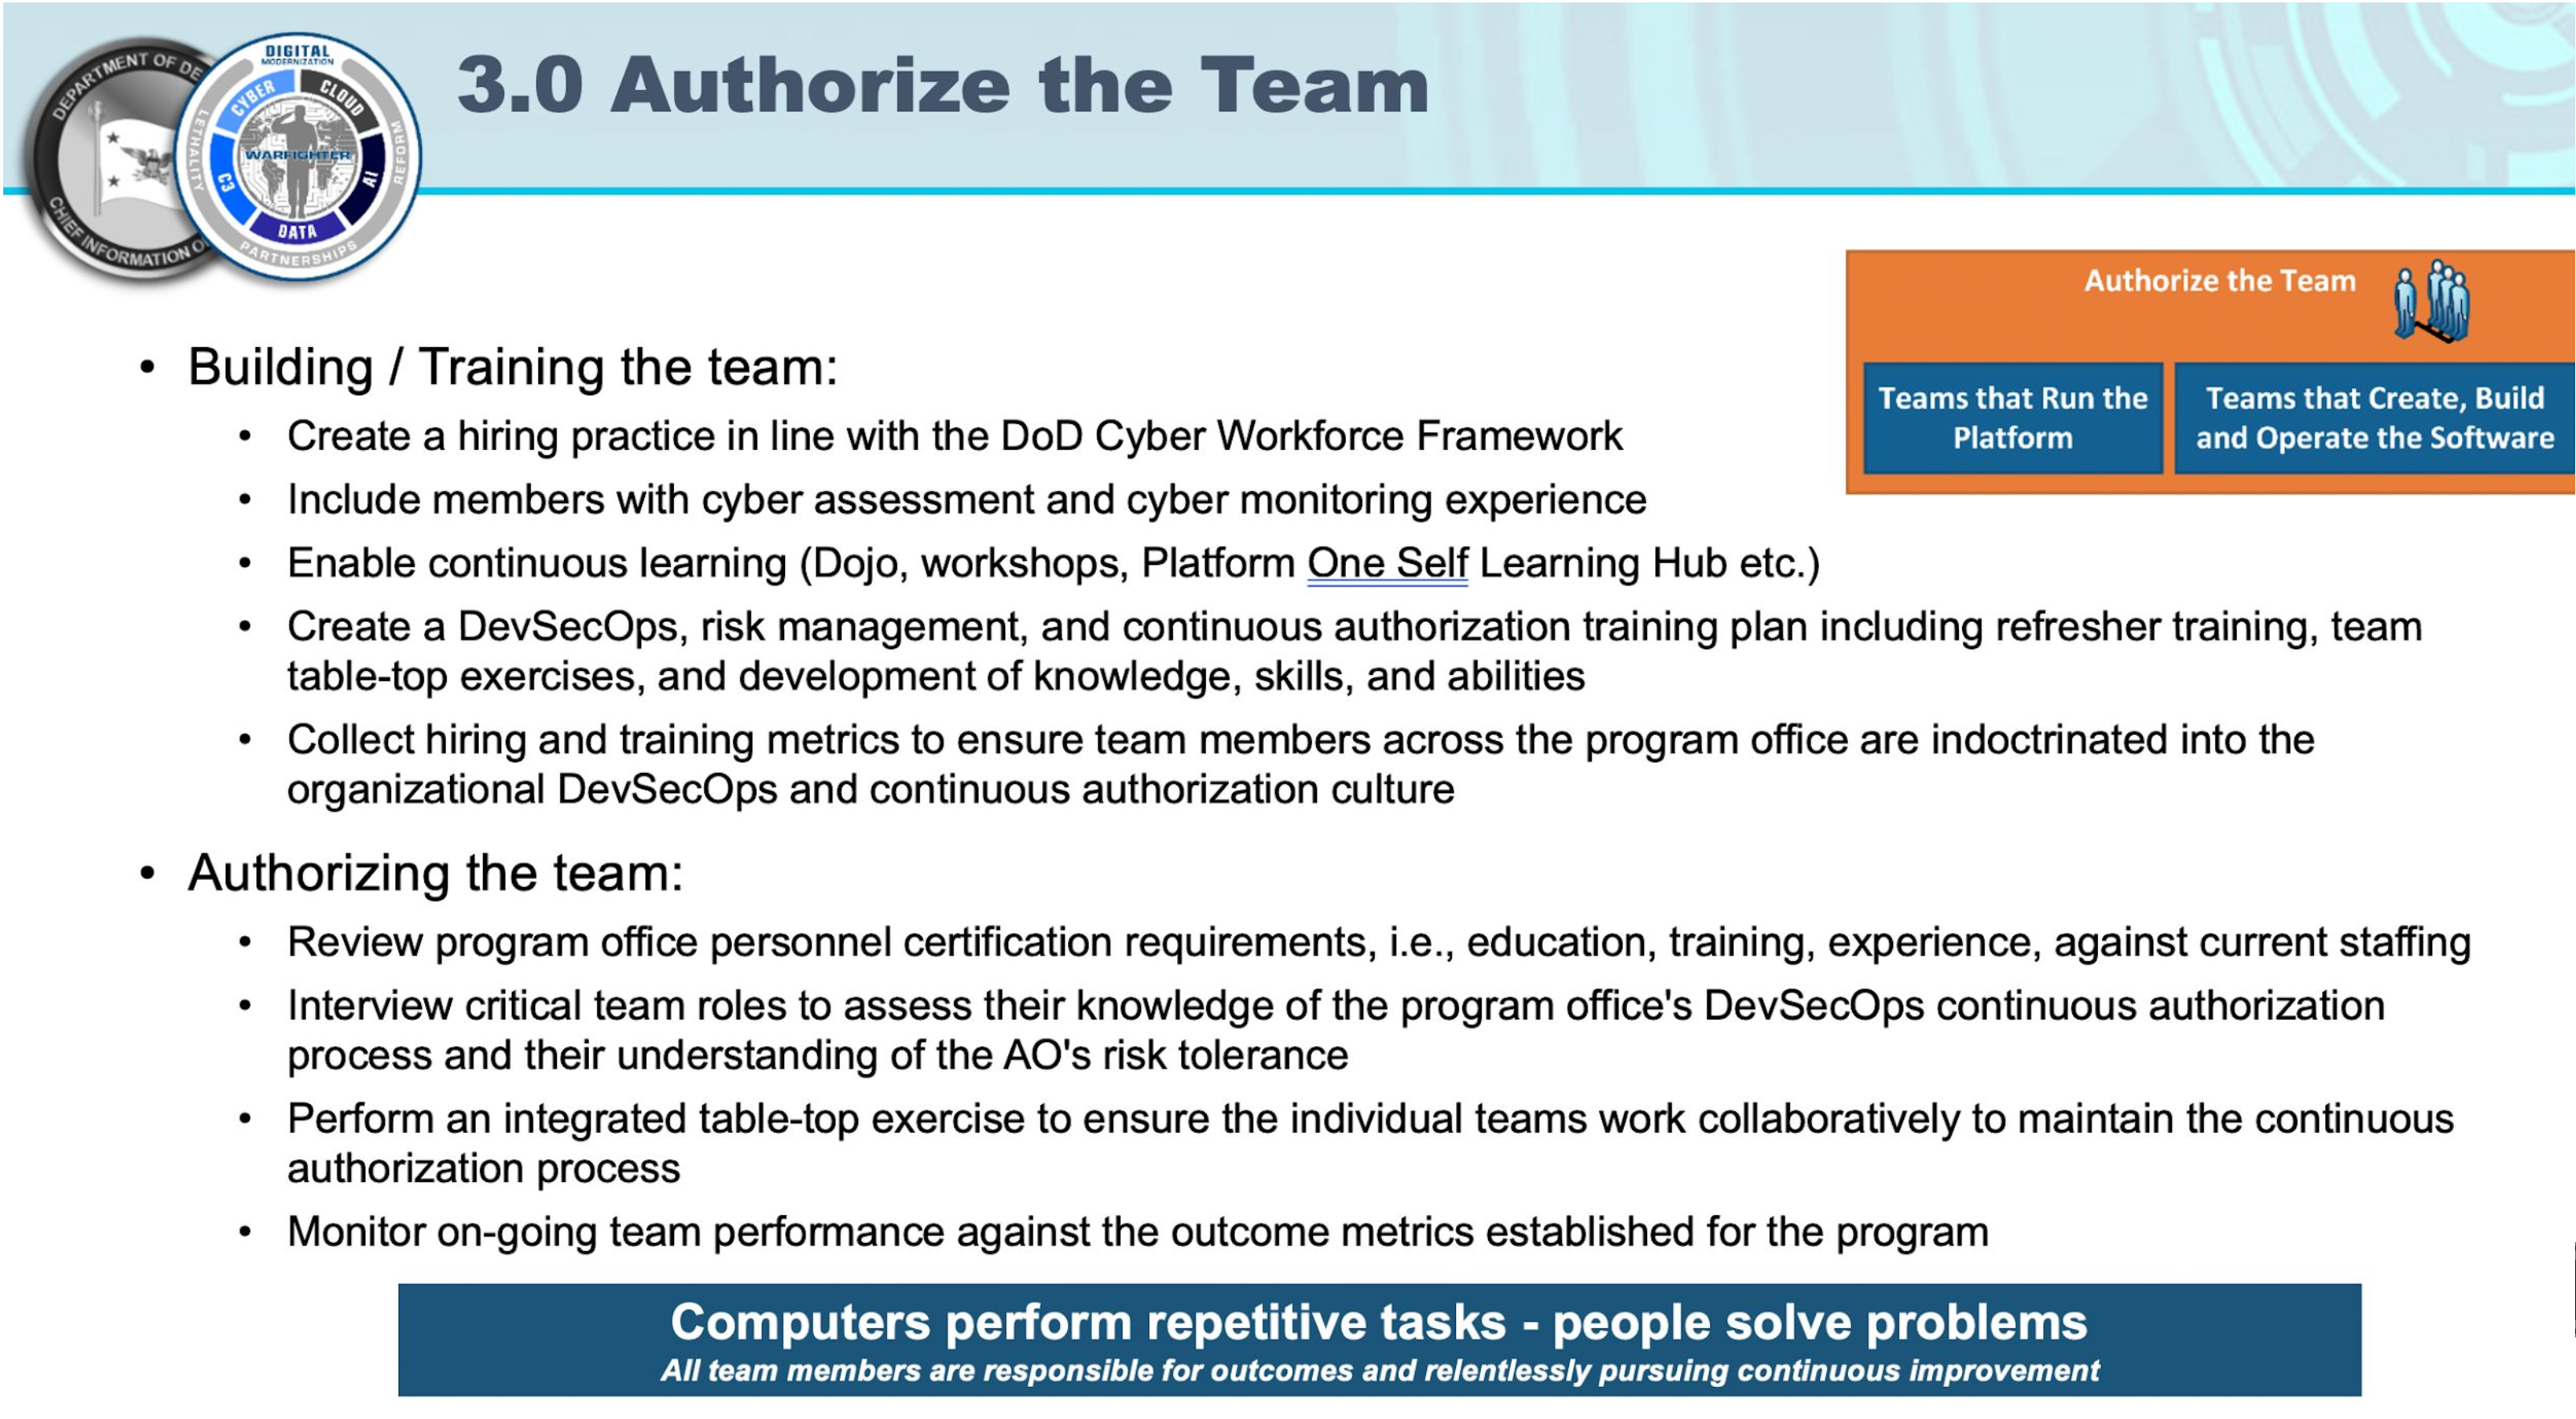 DEPARTMENT OF DE
CHIEF INFORMATION O
DIGITAL
MODERNIZATION
CYBER
CLOUD
LETHALITY
REFORM
WARFIGHTER
C3
AI
DATA
PARTNERSHIPS
3.0 Authorize the Team
Authorize the Team
Teams that Run the
Platform
Teams that Create, Build
and Operate the Software
• Building / Training the team:
• Create a hiring practice in line with the DoD Cyber Workforce Framework
• Include members with cyber assessment and cyber monitoring experience
• Enable continuous learning (Dojo, workshops, Platform One Self Learning Hub etc.)
• Create a DevSecOps, risk management, and continuous authorization training plan including refresher training, team
table-top exercises, and development of knowledge, skills, and abilities
• Collect hiring and training metrics to ensure team members across the program office are indoctrinated into the
organizational DevSecOps and continuous authorization culture
• Authorizing the team:
• Review program office personnel certification requirements, i.e., education, training, experience, against current staffing
• Interview critical team roles to assess their knowledge of the program office's DevSecOps continuous authorization
process and their understanding of the AO's risk tolerance
• Perform an integrated table-top exercise to ensure the individual teams work collaboratively to maintain the continuous
authorization process
• Monitor on-going team performance against the outcome metrics established for the program
Computers perform repetitive tasks - people solve problems
All team members are responsible for outcomes and relentlessly pursuing continuous improvement